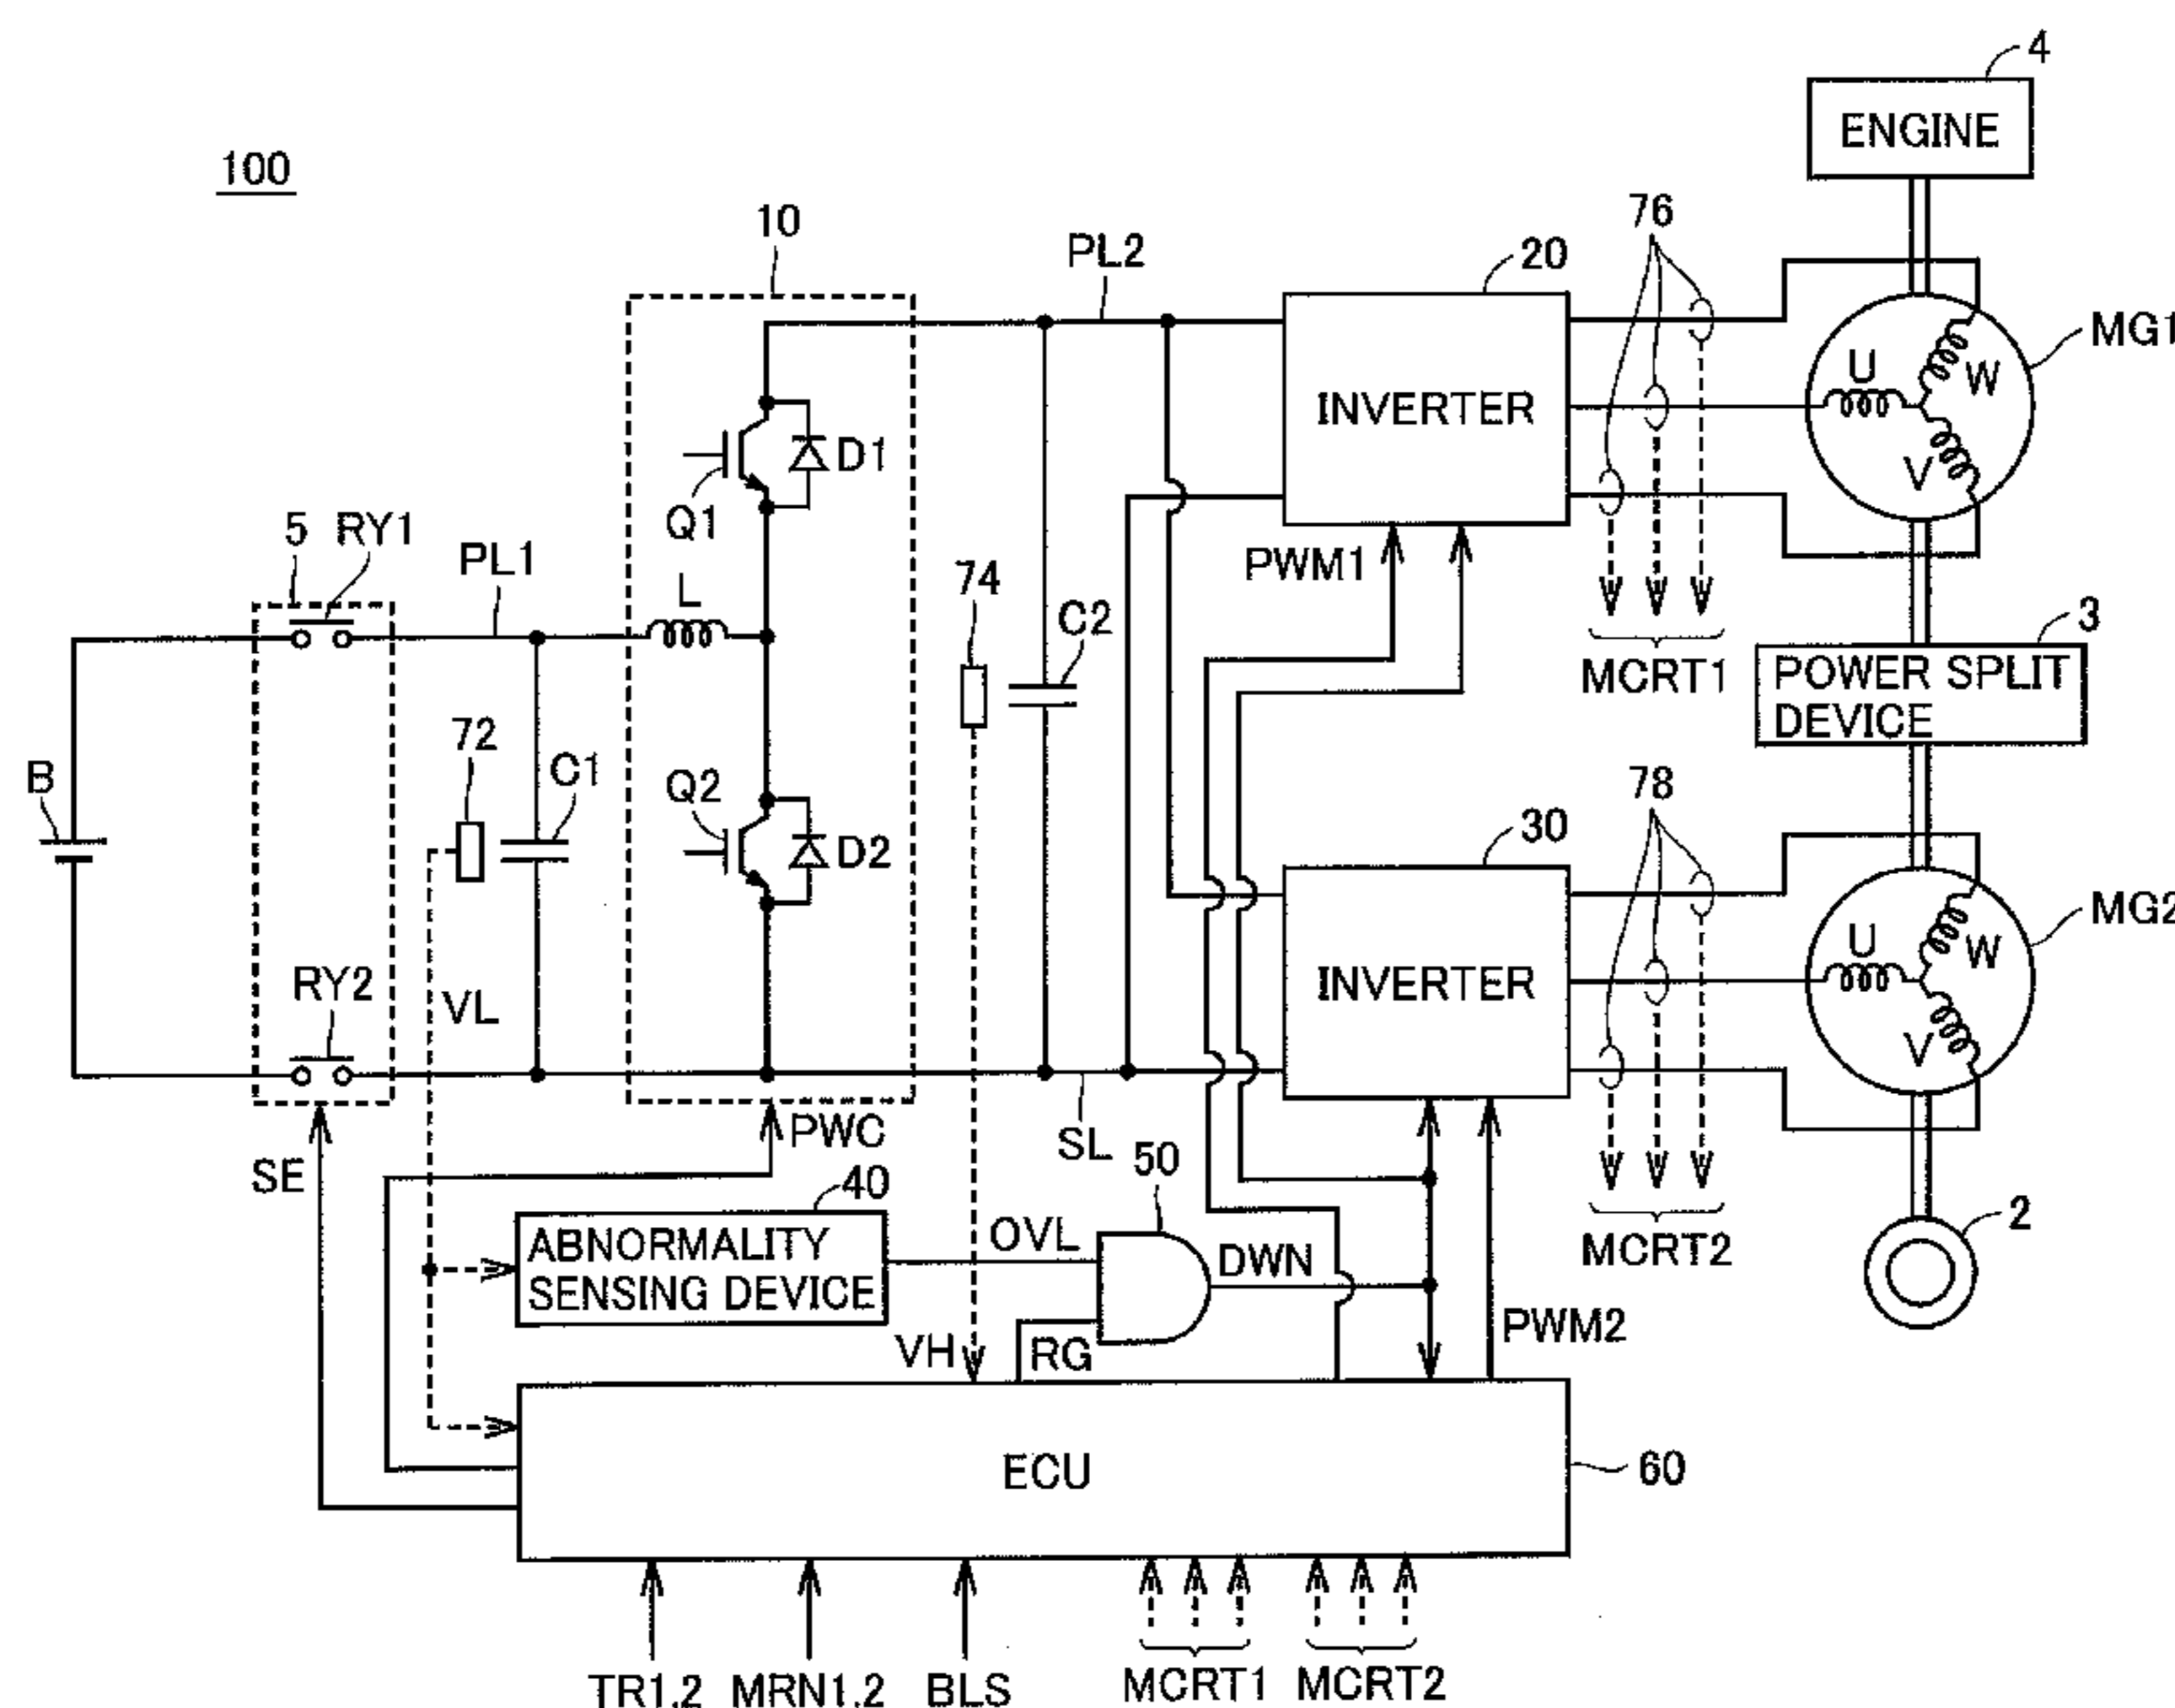 4
ENGINE
100
76
10
PL2
20
MG1
U
W
V
INVERTER
D1
Q1
5
RY1
PL1
L
74
C2
PWM1
MCRT1
3
POWER SPLIT
DEVICE
72
C1
B
Q2
D2
78
30
MG2
U
W
V
INVERTER
RY2
VL
SE
PWC
SL
50
40
ABNORMALITY
SENSING DEVICE
OVL
DWN
MCRT2
2
VH
RG
PWM2
ECU
60
TR1,2
MRN1,2
BLS
MCRT1
MCRT2